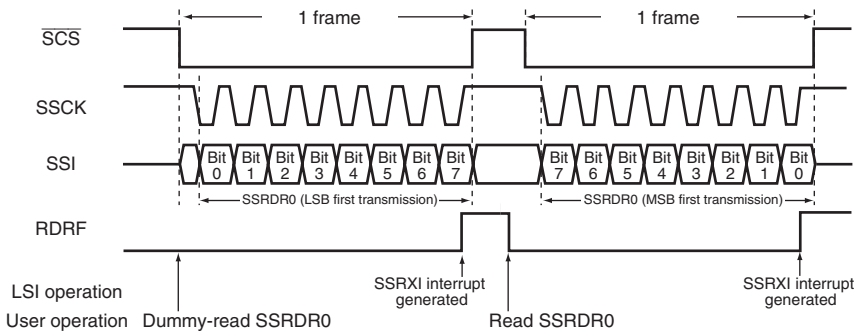 1 frame 1 frame
SCS
SSCK
SSI
Bit 0 Bit 1 Bit 2 Bit 3 Bit 4 Bit 5 Bit 6 Bit 7 Bit 7 Bit 6 Bit 5 Bit 4 Bit 3 Bit 2 Bit 1 Bit 0
SSRDR0 (LSB first transmission) SSRDR0 (MSB first transmission)
RDRF
LSI operation
SSRXI interrupt generated SSRXI interrupt generated
User operation Dummy-read SSRDR0 Read SSRDR0